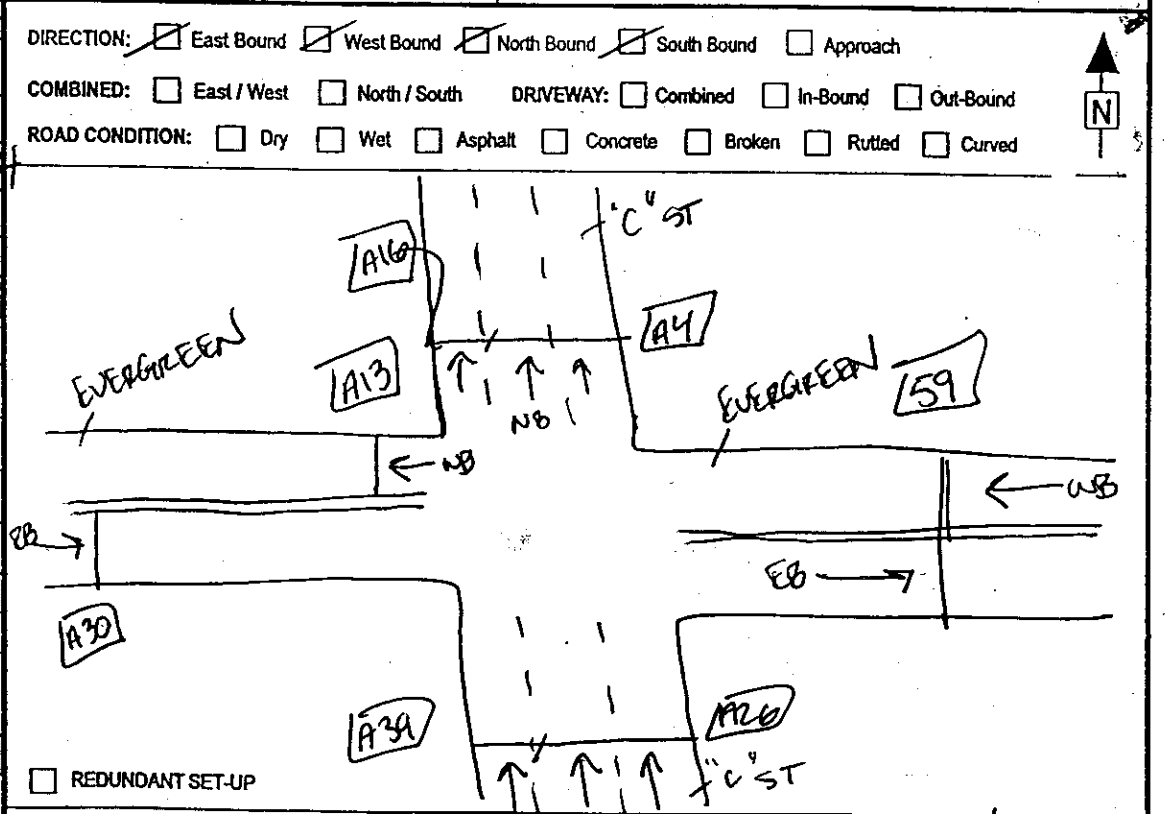 DIRECTION: East Bound West Bound North Bound South Bound Approach
COMBINED: East / West North / South DRIVEWAY: Combined In-Bound Out-Bound
N
ROAD CONDITION: Dry Wet Asphalt Concrete Broken Rutted Curved
"C" ST
A16
A4
EVERGREEN
A13
EVERGREEN
59
NB
WB
WB
EB
EB
A30
A39
A26
"C" ST
REDUNDANT SET-UP